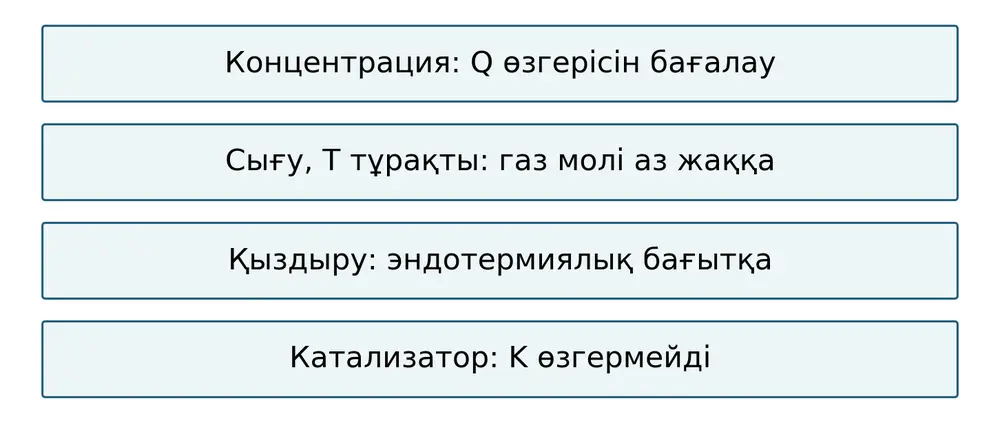 Концентрация: Q өзгерісін бағалау
Сығу, T тұрақты: газ молі аз жаққа
Қыздыру: эндотермиялық бағытқа
Катализатор: K өзгермейді